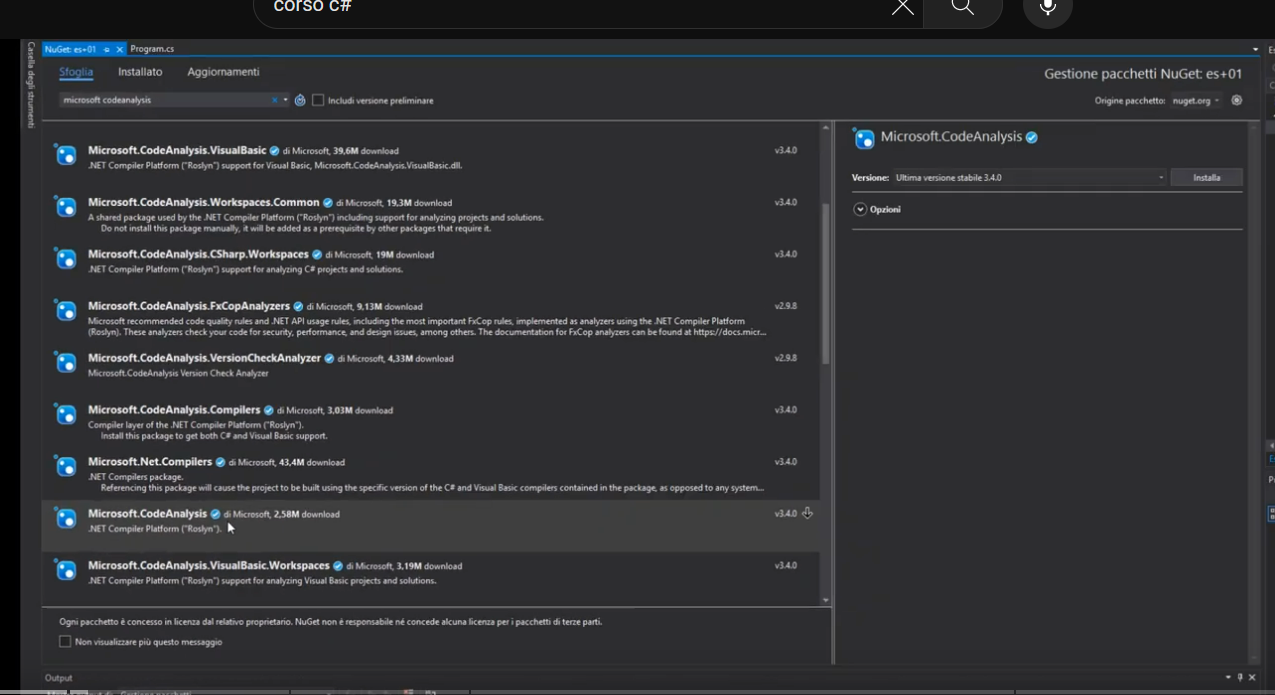 corso c#
NuGet: es+01
Program.cs
Casella degli strumenti
Sfoglia
Installato
Aggiornamenti
Gestione pacchetti NuGet: es+01
microsoft codeanalysis
Includi versione preliminare
Origine pacchetto: nuget.org
Microsoft.CodeAnalysis.VisualBasic di Microsoft, 39,6M download v3.4.0
.NET Compiler Platform ("Roslyn") support for Visual Basic, Microsoft.CodeAnalysis.VisualBasic.dll.
Microsoft.CodeAnalysis.Workspaces.Common di Microsoft, 19,3M download v3.4.0
A shared package used by the .NET Compiler Platform ("Roslyn") including support for analyzing projects and solutions.
Do not install this package manually, it will be added as a prerequisite by other packages that require it.
Microsoft.CodeAnalysis.CSharp.Workspaces di Microsoft, 19M download v3.4.0
.NET Compiler Platform ("Roslyn") support for analyzing C# projects and solutions.
Microsoft.CodeAnalysis.FxCopAnalyzers di Microsoft, 9,13M download v2.9.8
Microsoft recommended code quality rules and .NET API usage rules, including the most important FxCop rules, implemented as analyzers using the .NET Compiler Platform
(Roslyn). These analyzers check your code for security, performance, and design issues, among others. The documentation for FxCop analyzers can be found at https://docs.micr...
Microsoft.CodeAnalysis.VersionCheckAnalyzer di Microsoft, 4,33M download v2.9.8
Microsoft.CodeAnalysis Version Check Analyzer
Microsoft.CodeAnalysis.Compilers di Microsoft, 3,03M download v3.4.0
Compiler layer of the .NET Compiler Platform ("Roslyn").
Install this package to get both C# and Visual Basic support.
Microsoft.Net.Compilers di Microsoft, 43,4M download v3.4.0
.NET Compilers package.
Referencing this package will cause the project to be built using the specific version of the C# and Visual Basic compilers contained in the package, as opposed to any system...
Microsoft.CodeAnalysis di Microsoft, 2,58M download v3.4.0
.NET Compiler Platform ("Roslyn").
Microsoft.CodeAnalysis.VisualBasic.Workspaces di Microsoft, 3,19M download v3.4.0
.NET Compiler Platform ("Roslyn") support for analyzing Visual Basic projects and solutions.
Ogni pacchetto è concesso in licenza dal relativo proprietario. NuGet non è responsabile né concede alcuna licenza per i pacchetti di terze parti.
Non visualizzare più questo messaggio
Microsoft.CodeAnalysis
Versione: Ultima versione stabile 3.4.0
Installa
Opzioni
Output